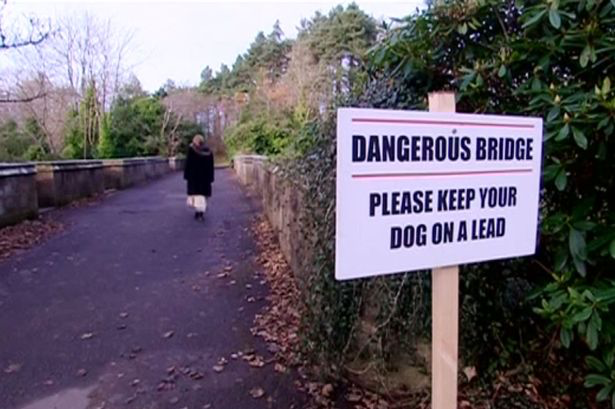 DANGEROUS BRIDGE
PLEASE KEEP YOUR
DOG ON A LEAD